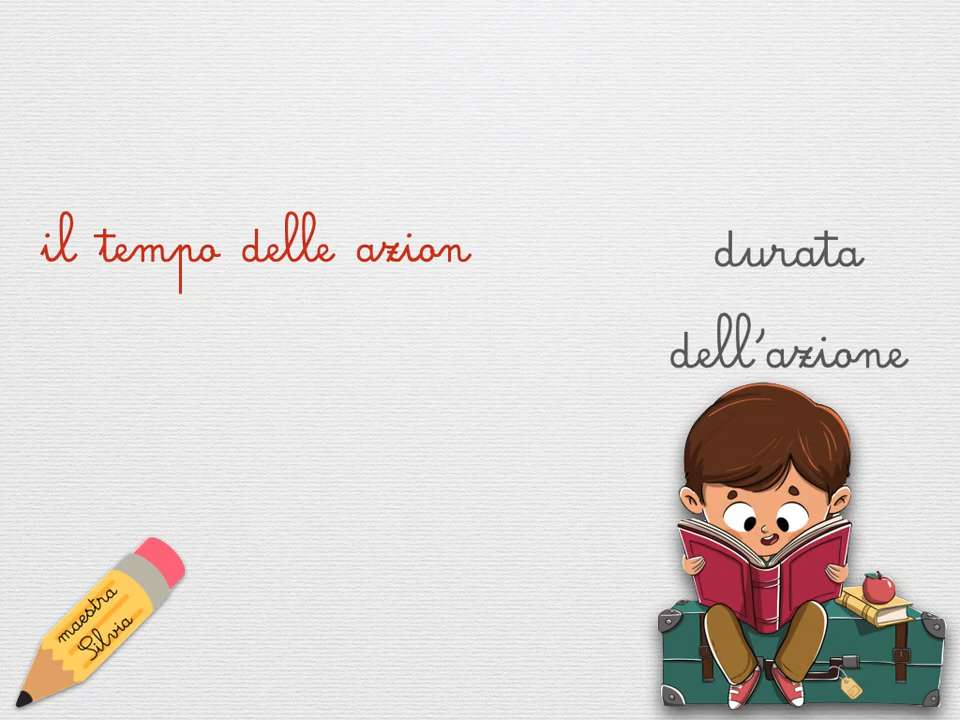 il tempo delle azion
durata
dell'azione
maestra
Silvia